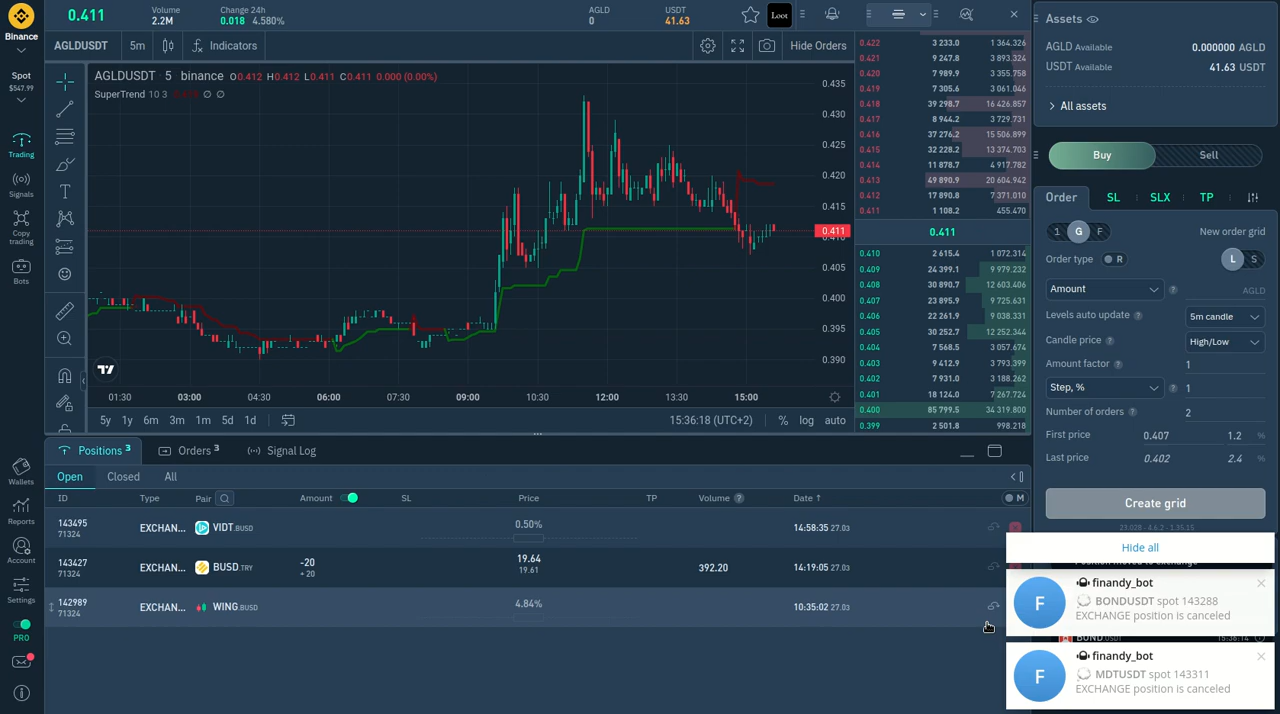 Binance
Spot
$547.99
Trading
Signals
Copy
trading
Bots
Wallets
Reports
Account
Settings
PRO
0.411
Volume
2.2M
Change 24h
0.018 4.580%
AGLD
0
USDT
41.63
Loot
AGLDUSDT
5m
Indicators
Hide Orders
AGLDUSDT · 5 · binance O0.412 H0.412 L0.411 C0.411 0.000 (0.00%)
SuperTrend 10 3 ∅ ∅
0.435
0.430
0.425
0.420
0.415
0.411
0.410
0.405
0.400
0.395
0.390
01:30 03:00 04:30 06:00 07:30 09:00 10:30 12:00 13:30 15:00
5y 1y 6m 3m 1m 5d 1d
15:36:18 (UTC+2) % log auto
0.422 3 233.0 1 364.326
0.421 9 247.8 3 893.324
0.420 7 989.9 3 355.758
0.419 7 305.6 3 061.046
0.418 39 298.7 16 426.857
0.417 8 944.2 3 729.731
0.416 37 276.2 15 506.899
0.415 32 228.2 13 374.703
0.414 11 878.7 4 917.782
0.413 49 890.9 20 604.942
0.412 17 890.8 7 371.010
0.411 1 108.2 455.470
0.411
0.410 2 615.4 1 072.314
0.409 24 399.1 9 979.232
0.408 30 890.7 12 603.406
0.407 23 895.9 9 725.631
0.406 22 261.9 9 038.331
0.405 30 252.7 12 252.344
0.404 7 568.5 3 057.674
0.403 9 412.9 3 793.399
0.402 7 931.0 3 188.262
0.401 18 124.0 7 267.724
0.400 85 799.5 34 319.800
0.399 2 501.8 998.218
Assets
AGLD Available 0.000000 AGLD
USDT Available 41.63 USDT
All assets
Buy Sell
Order SL SLX TP
1 G F New order grid
Order type R L S
Amount ? AGLD
Levels auto update ? 5m candle
Candle price ? High/Low
Amount factor ? 1
Step, % ? 1
Number of orders ? 2
First price 0.407 1.2 %
Last price 0.402 2.4 %
Create grid
23.028 - 4.6.2 - 1.35.15
Positions 3 Orders 3 Signal Log
Open Closed All
ID Type Pair Amount SL Price TP Volume ? Date ↑ M
143495
71324
EXCHAN... VIDT.BUSD 0.50% 14:58:35 27.03
143427
71324
EXCHAN... BUSD.TRY -20
+ 20
19.64
19.61
392.20 14:19:05 27.03
142989
71324
EXCHAN... WING.BUSD 4.84% 10:35:02 27.03
Hide all
Position moved to exchange
F
finandy_bot
BONDUSDT spot 143288
EXCHANGE position is canceled
BOND.USDT 15:36:14
F
finandy_bot
MDTUSDT spot 143311
EXCHANGE position is canceled